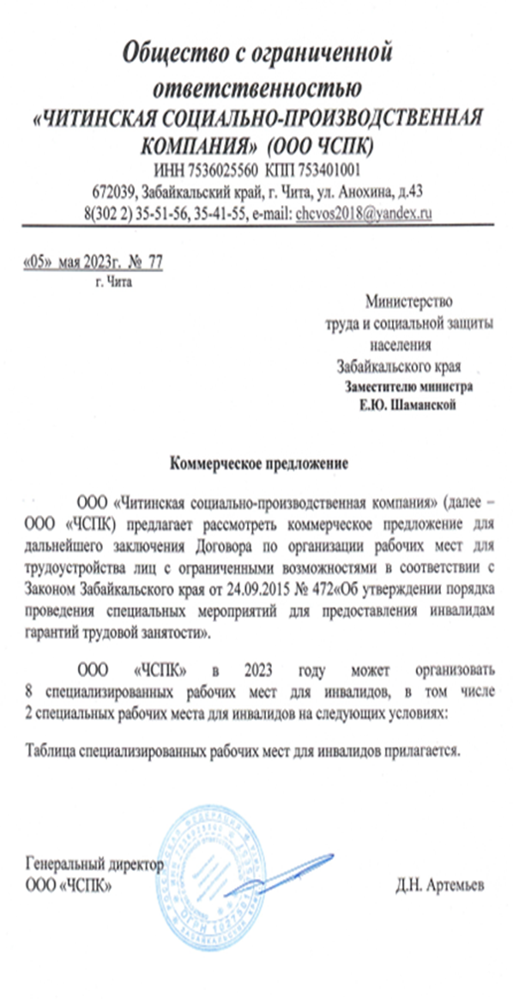 Общество с ограниченной
ответственностью
«ЧИТИНСКАЯ СОЦИАЛЬНО-ПРОИЗВОДСТВЕННАЯ
КОМПАНИЯ» (ООО ЧСПК)
ИНН 7536025560 КПП 753401001
672039, Забайкальский край, г. Чита, ул. Анохина, д.43
8(302 2) 35-51-56, 35-41-55, e-mail: chcvos2018@yandex.ru
«05» мая 2023г. № 77
г. Чита
Министерство
труда и социальной защиты
населения
Забайкальского края
Заместителю министра
Е.Ю. Шаманской
Коммерческое предложение
ООО «Читинская социально-производственная компания» (далее –
ООО «ЧСПК) предлагает рассмотреть коммерческое предложение для
дальнейшего заключения Договора по организации рабочих мест для
трудоустройства лиц с ограниченными возможностями в соответствии с
Законом Забайкальского края от 24.09.2015 № 472«Об утверждении порядка
проведения специальных мероприятий для предоставления инвалидам
гарантий трудовой занятости».
ООО «ЧСПК» в 2023 году может организовать
8 специализированных рабочих мест для инвалидов, в том числе
2 специальных рабочих места для инвалидов на следующих условиях:
Таблица специализированных рабочих мест для инвалидов прилагается.
Генеральный директор
ООО «ЧСПК»
Д.Н. Артемьев